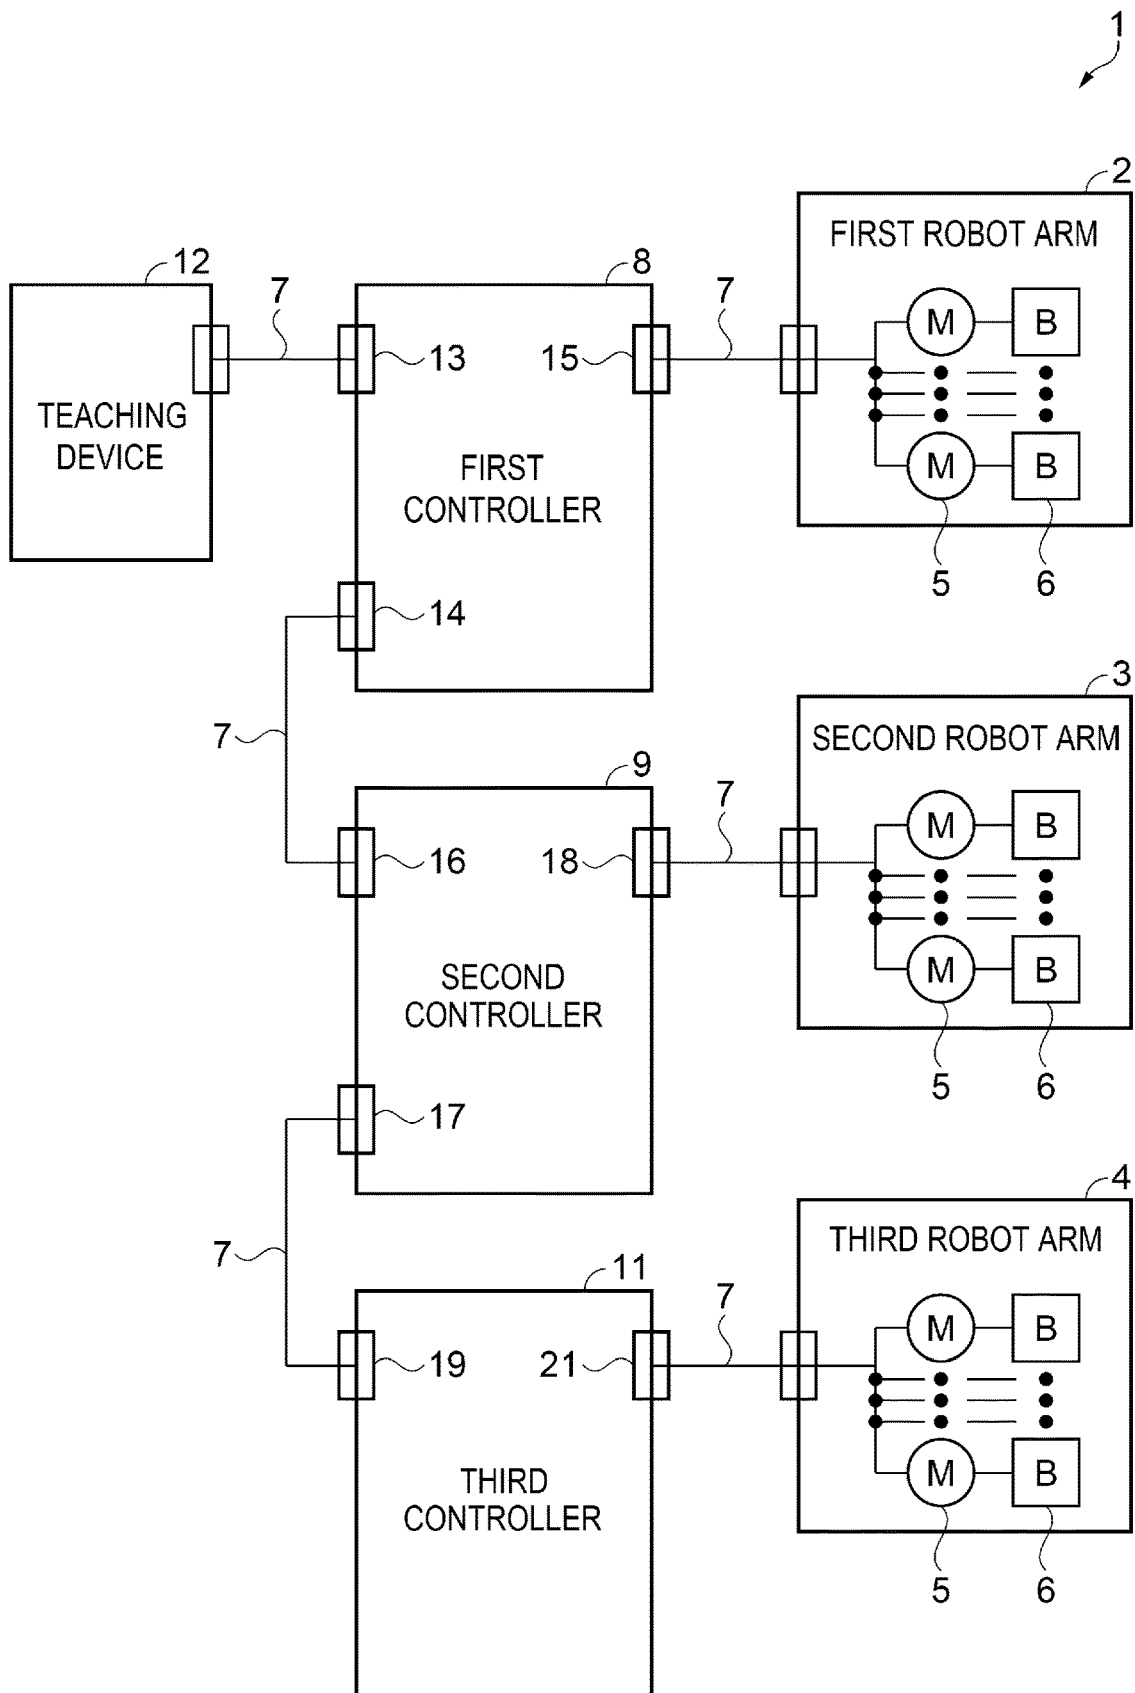 1
2
FIRST ROBOT ARM
12
7
8
7
M
B
13
15
TEACHING
DEVICE
FIRST
CONTROLLER
M
B
5
6
14
3
SECOND ROBOT ARM
7
9
7
M
B
16
18
SECOND
CONTROLLER
M
B
5
6
17
4
THIRD ROBOT ARM
7
11
7
M
B
19
21
THIRD
CONTROLLER
M
B
5
6